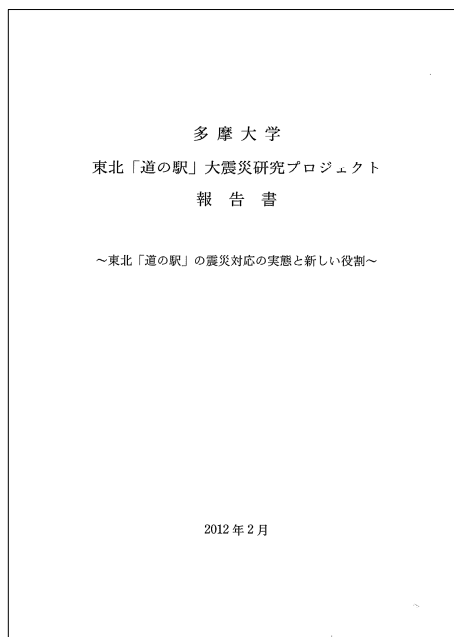 多摩大学
東北「道の駅」大震災研究プロジェクト
報告書
～東北「道の駅」の震災対応の実態と新しい役割～
2012年2月